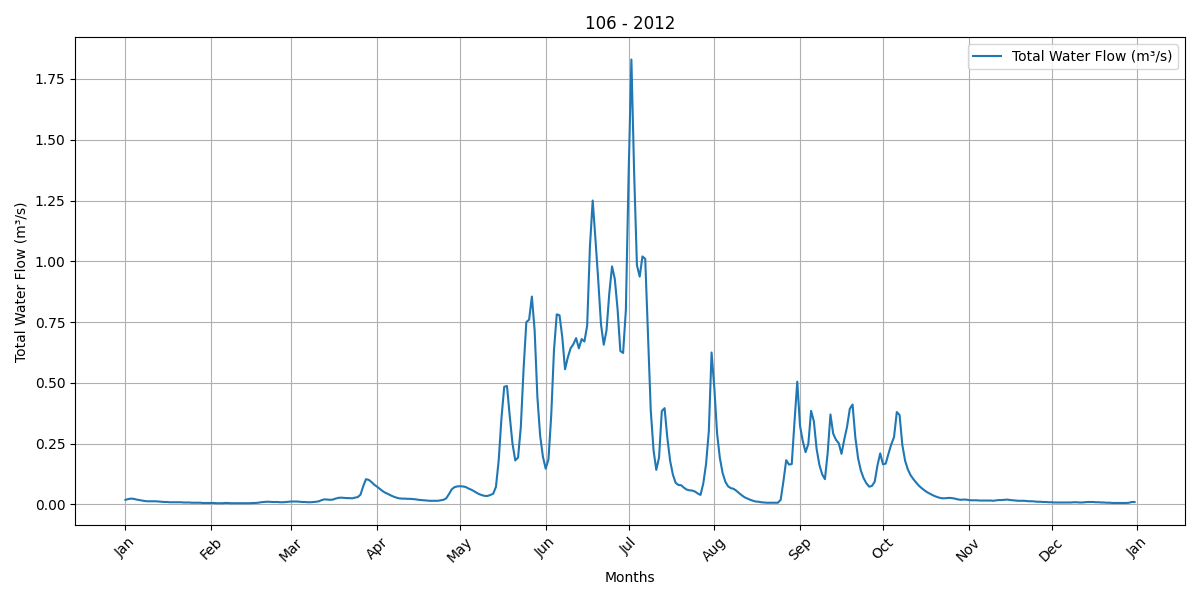 106 - 2012
Total Water Flow (m³/s)
1.75
1.50
1.25
1.00
0.75
0.50
0.25
0.00
Total Water Flow (m³/s)
Jan
Feb
Mar
Apr
May
Jun
Jul
Aug
Sep
Oct
Nov
Dec
Jan
Months